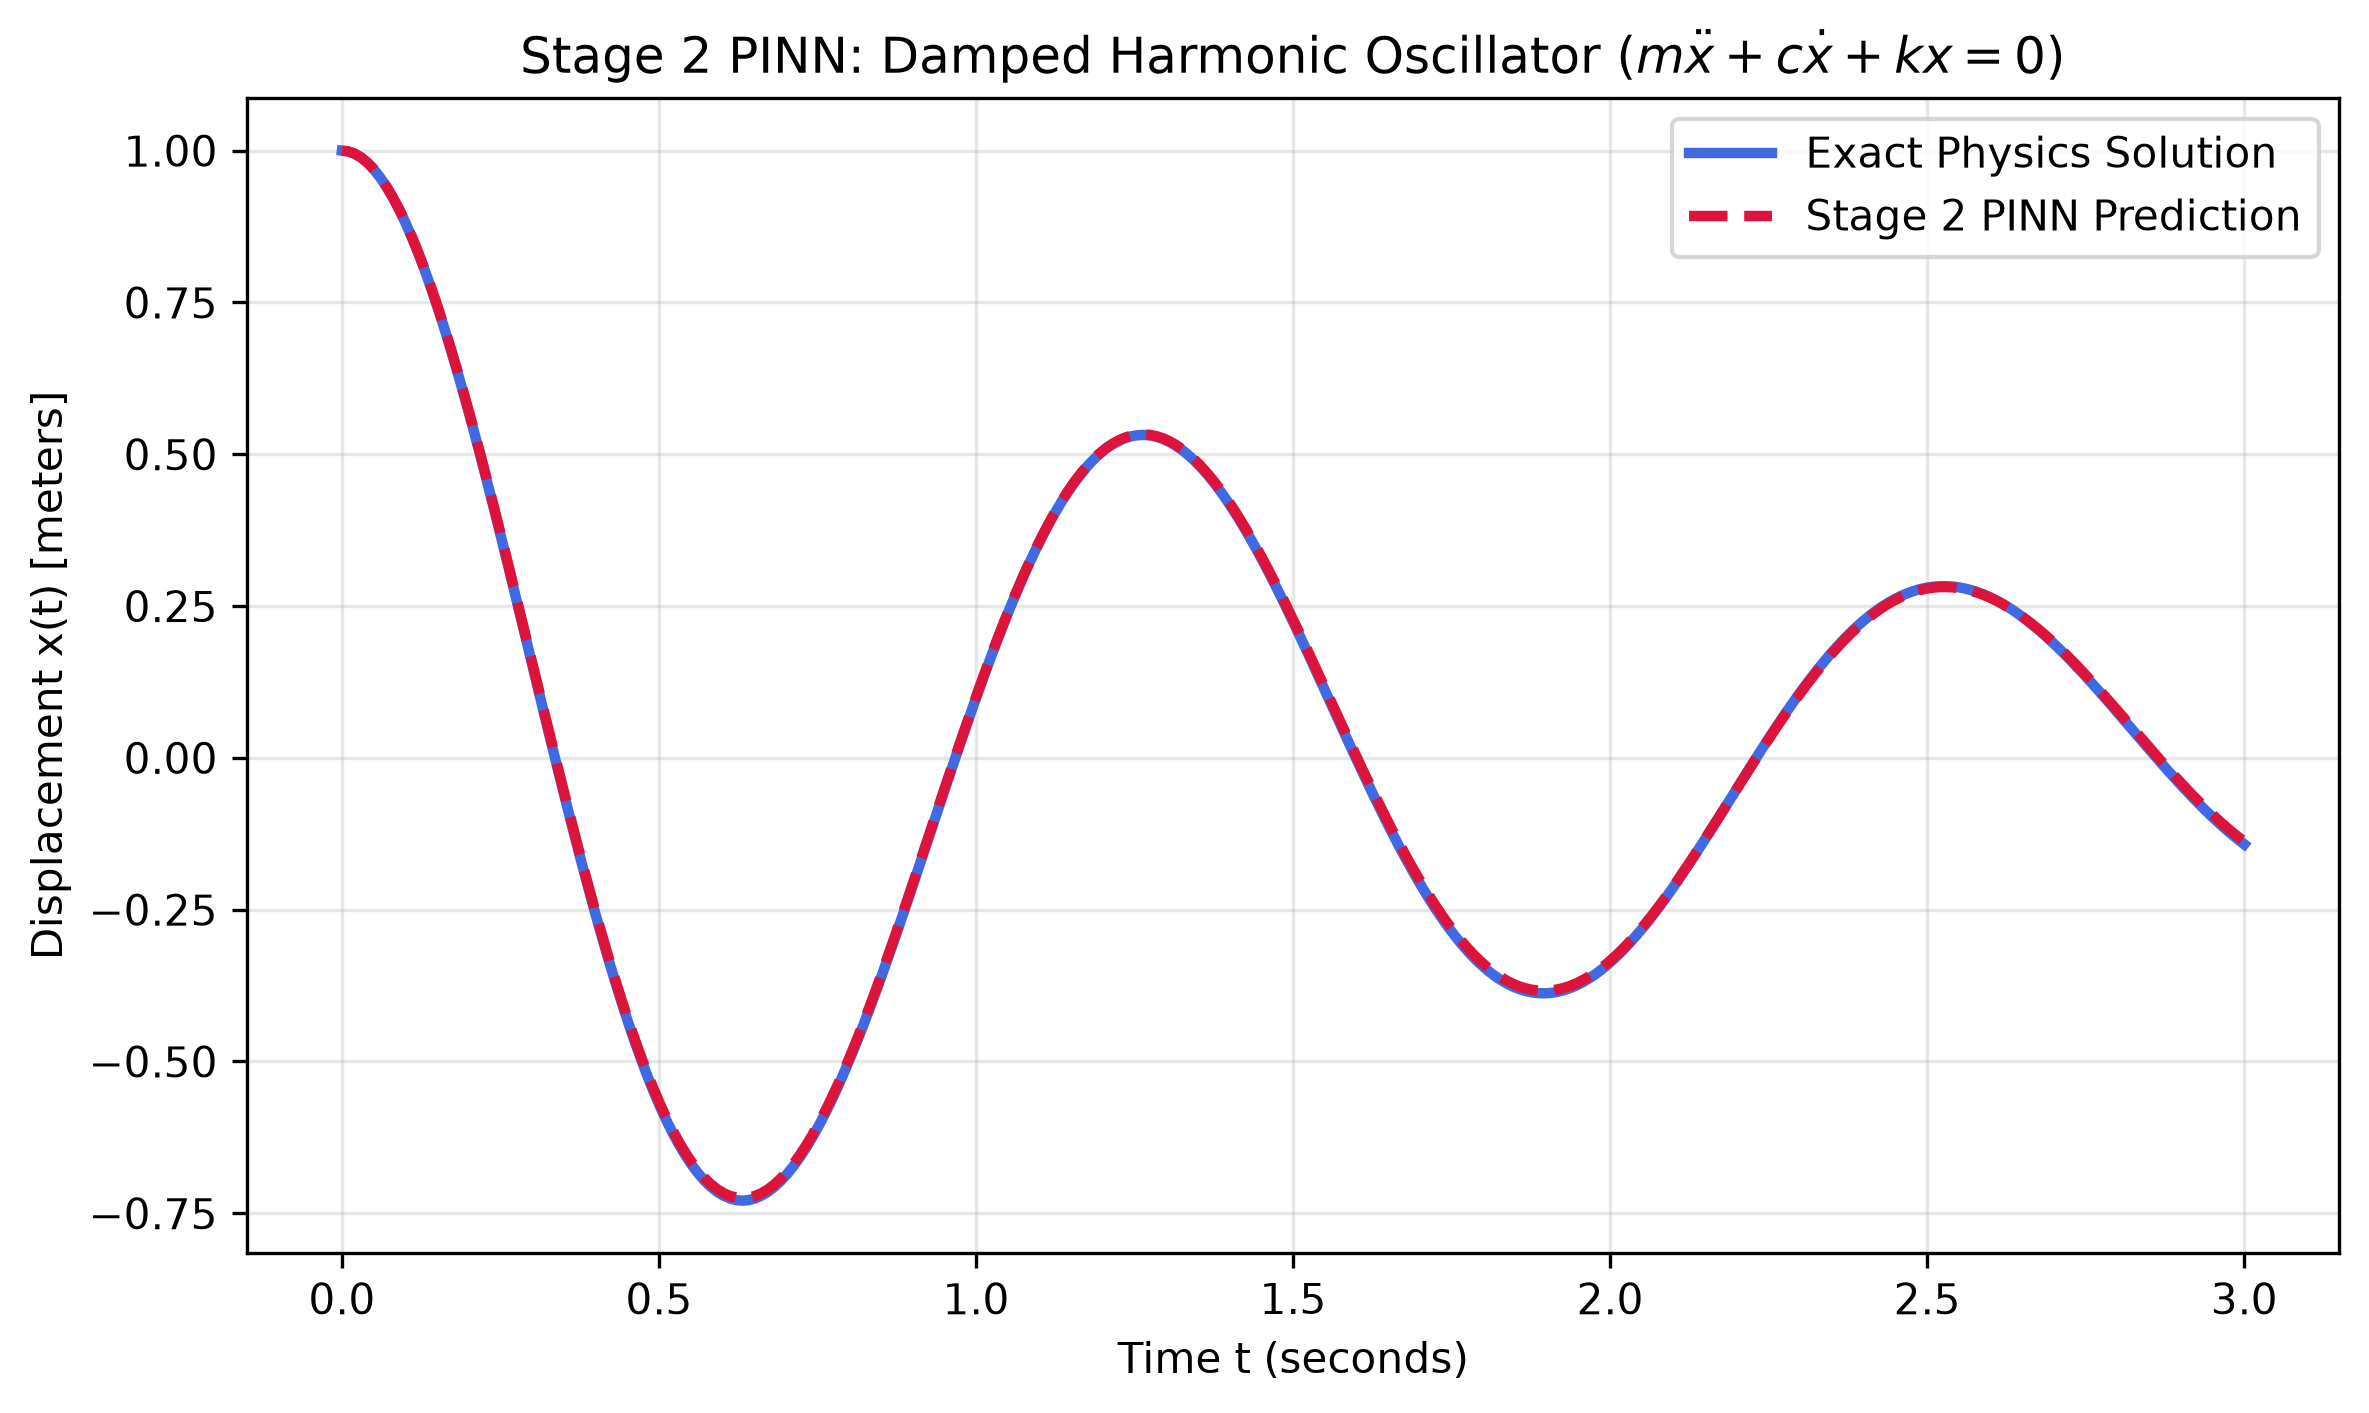 Stage 2 PINN: Damped Harmonic Oscillator (mẍ + cẋ + kx = 0)
Exact Physics Solution
Stage 2 PINN Prediction
Displacement x(t) [meters]
1.00
0.75
0.50
0.25
0.00
−0.25
−0.50
−0.75
0.0 0.5 1.0 1.5 2.0 2.5 3.0
Time t (seconds)